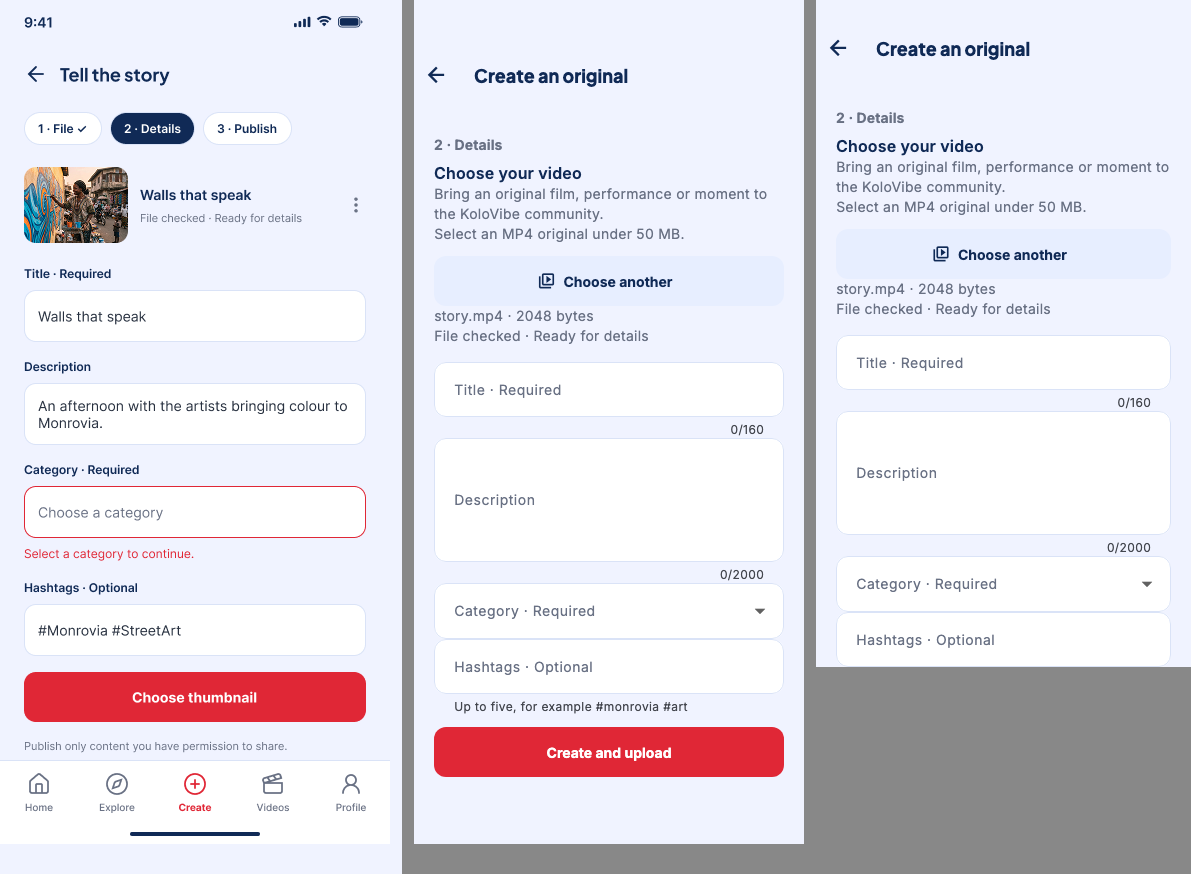 9:41
Tell the story
1 · File ✓
2 · Details
3 · Publish
Walls that speak
File checked · Ready for details
Title · Required
Walls that speak
Description
An afternoon with the artists bringing colour to
Monrovia.
Category · Required
Choose a category
Select a category to continue.
Hashtags · Optional
#Monrovia #StreetArt
Choose thumbnail
Publish only content you have permission to share.
Home
Explore
Create
Videos
Profile
Create an original
2 · Details
Choose your video
Bring an original film, performance or moment to
the KoloVibe community.
Select an MP4 original under 50 MB.
Choose another
story.mp4 · 2048 bytes
File checked · Ready for details
Title · Required
0/160
Description
0/2000
Category · Required
Hashtags · Optional
Up to five, for example #monrovia #art
Create and upload
Create an original
2 · Details
Choose your video
Bring an original film, performance or moment to
the KoloVibe community.
Select an MP4 original under 50 MB.
Choose another
story.mp4 · 2048 bytes
File checked · Ready for details
Title · Required
0/160
Description
0/2000
Category · Required
Hashtags · Optional